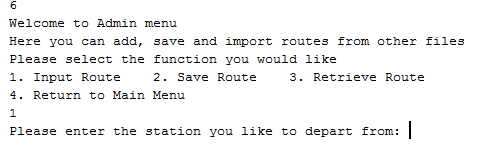 6
Welcome to Admin menu
Here you can add, save and import routes from other files
Please select the function you would like
1. Input Route    2. Save Route    3. Retrieve Route
4. Return to Main Menu
1
Please enter the station you like to depart from: